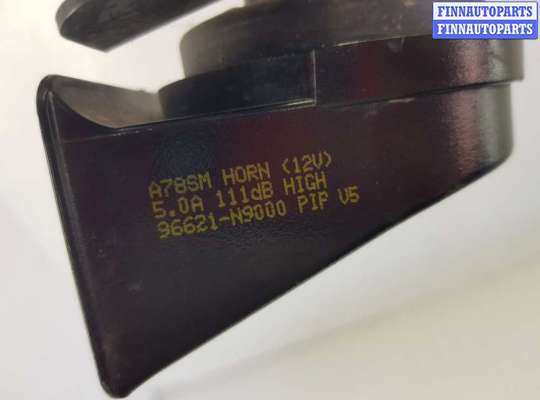 FINNAUTOPARTS
FINNAUTOPARTS
A78SM HORN (12V)
5.0A 111dB HIGH
96621-N9000 PIP V5